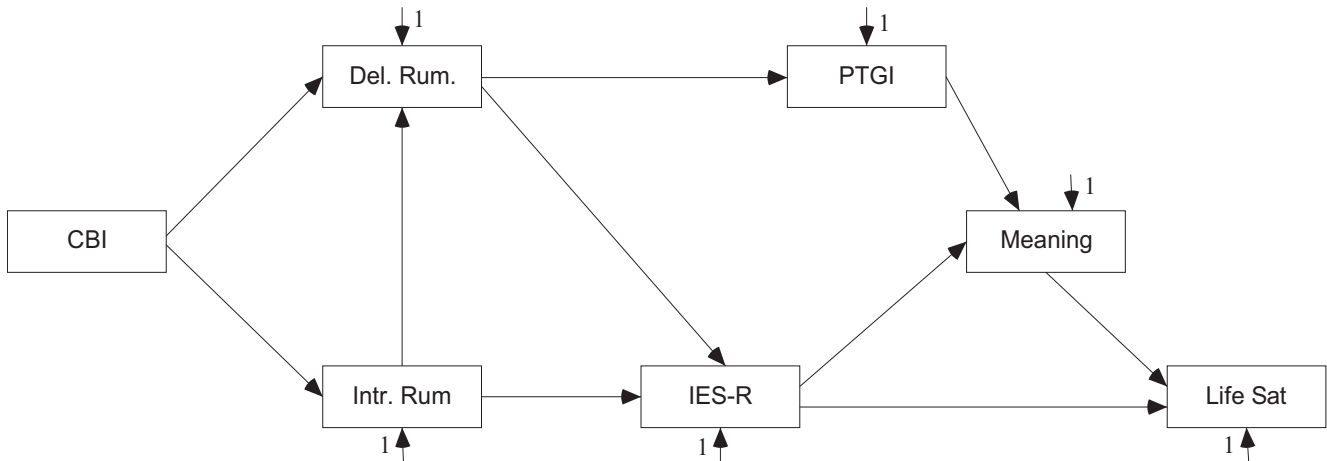 1
1
Del. Rum.
PTGI
1
CBI
Meaning
Intr. Rum
IES-R
Life Sat
1
1
1